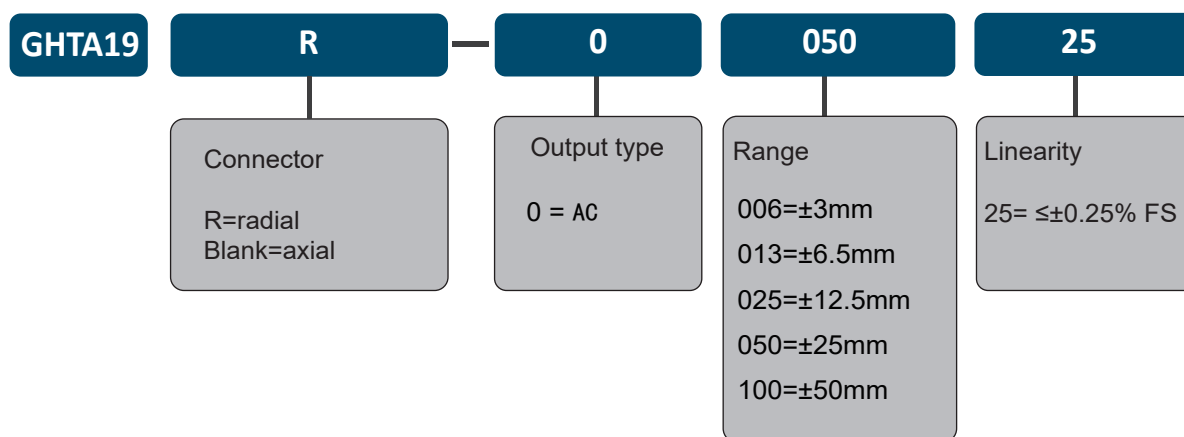 GHTA19 R — 0 050 25
Connector
R=radial
Blank=axial
Output type
0 = AC
Range
006=±3mm
013=±6.5mm
025=±12.5mm
050=±25mm
100=±50mm
Linearity
25= ≤±0.25% FS